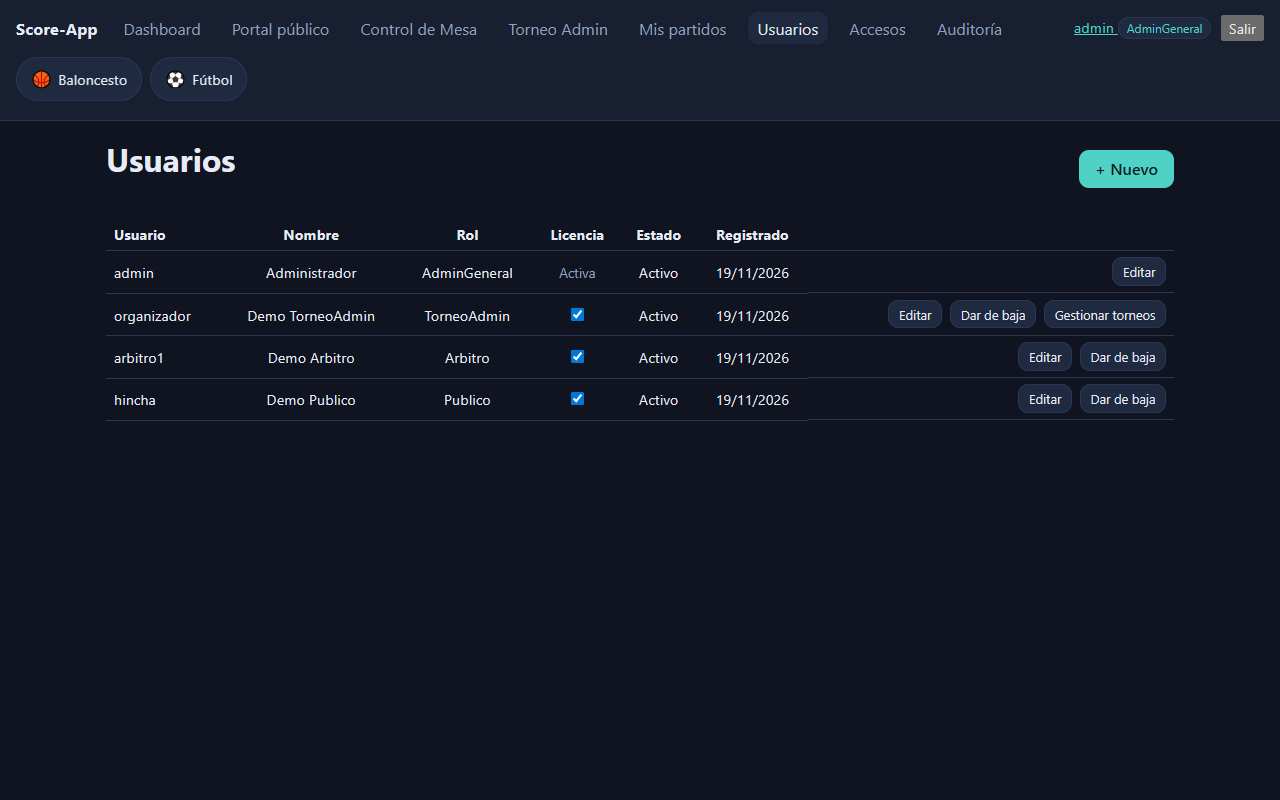 Score-App Dashboard Portal público Control de Mesa Torneo Admin Mis partidos Usuarios Accesos Auditoría admin AdminGeneral Salir
Baloncesto Fútbol
Usuarios
+ Nuevo
Usuario Nombre Rol Licencia Estado Registrado
admin Administrador AdminGeneral Activa Activo 19/11/2026 Editar
organizador Demo TorneoAdmin TorneoAdmin Activo 19/11/2026 Editar Dar de baja Gestionar torneos
arbitro1 Demo Arbitro Arbitro Activo 19/11/2026 Editar Dar de baja
hincha Demo Publico Publico Activo 19/11/2026 Editar Dar de baja